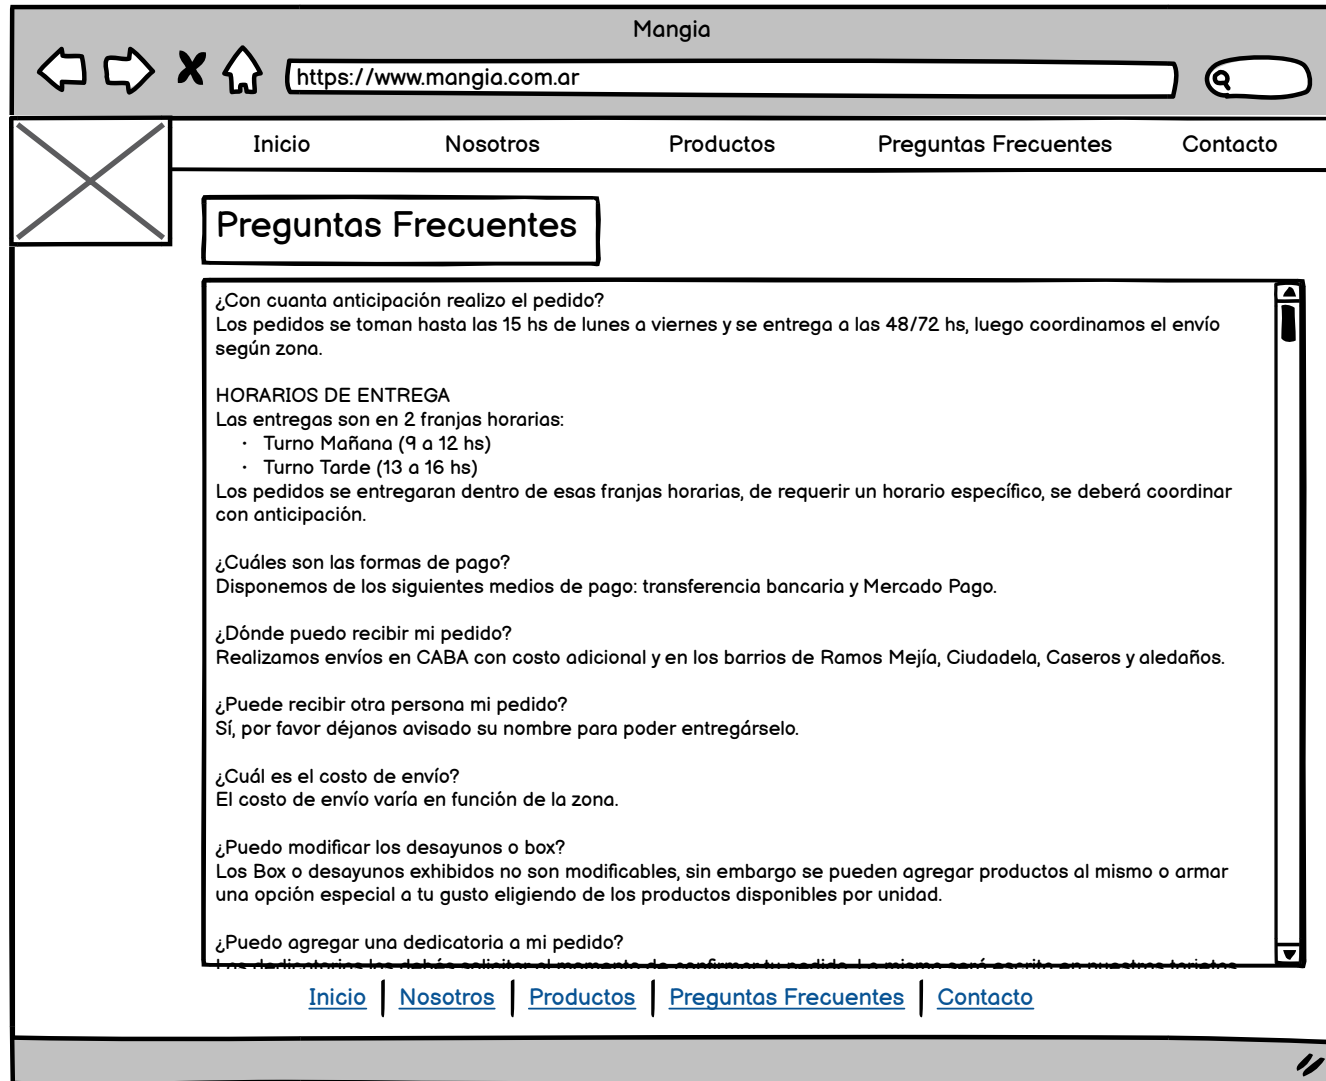 Mangia
https://www.mangia.com.ar
Inicio Nosotros Productos Preguntas Frecuentes Contacto
Preguntas Frecuentes
¿Con cuanta anticipación realizo el pedido?
Los pedidos se toman hasta las 15 hs de lunes a viernes y se entrega a las 48/72 hs, luego coordinamos el envío
según zona.
HORARIOS DE ENTREGA
Las entregas son en 2 franjas horarias:
· Turno Mañana (9 a 12 hs)
· Turno Tarde (13 a 16 hs)
Los pedidos se entregaran dentro de esas franjas horarias, de requerir un horario específico, se deberá coordinar
con anticipación.
¿Cuáles son las formas de pago?
Disponemos de los siguientes medios de pago: transferencia bancaria y Mercado Pago.
¿Dónde puedo recibir mi pedido?
Realizamos envíos en CABA con costo adicional y en los barrios de Ramos Mejía, Ciudadela, Caseros y aledaños.
¿Puede recibir otra persona mi pedido?
Sí, por favor déjanos avisado su nombre para poder entregárselo.
¿Cuál es el costo de envío?
El costo de envío varía en función de la zona.
¿Puedo modificar los desayunos o box?
Los Box o desayunos exhibidos no son modificables, sin embargo se pueden agregar productos al mismo o armar
una opción especial a tu gusto eligiendo de los productos disponibles por unidad.
¿Puedo agregar una dedicatoria a mi pedido?
Inicio Nosotros Productos Preguntas Frecuentes Contacto